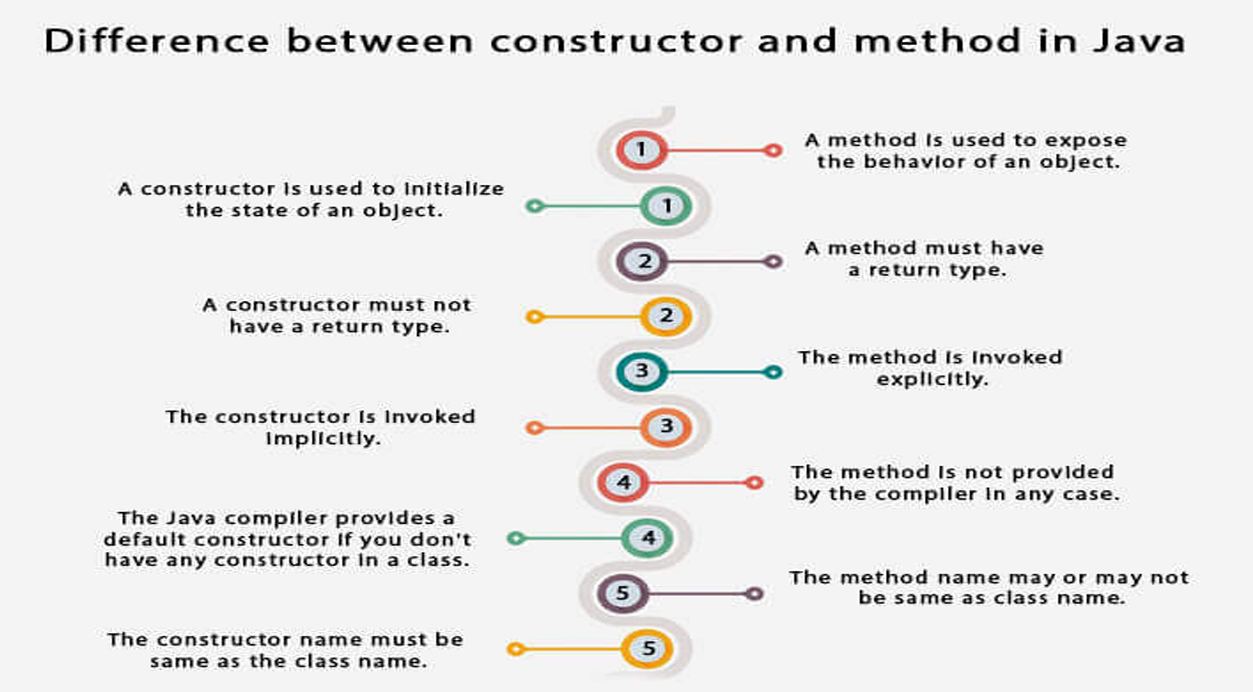 Difference between constructor and method in Java
1
A method is used to expose
the behavior of an object.
A constructor is used to initialize
the state of an object.
1
2
A method must have
a return type.
A constructor must not
have a return type.
2
3
The method is invoked
explicitly.
The constructor is invoked
implicitly.
3
4
The method is not provided
by the compiler in any case.
The Java compiler provides a
default constructor if you don't
have any constructor in a class.
4
5
The method name may or may not
be same as class name.
The constructor name must be
same as the class name.
5